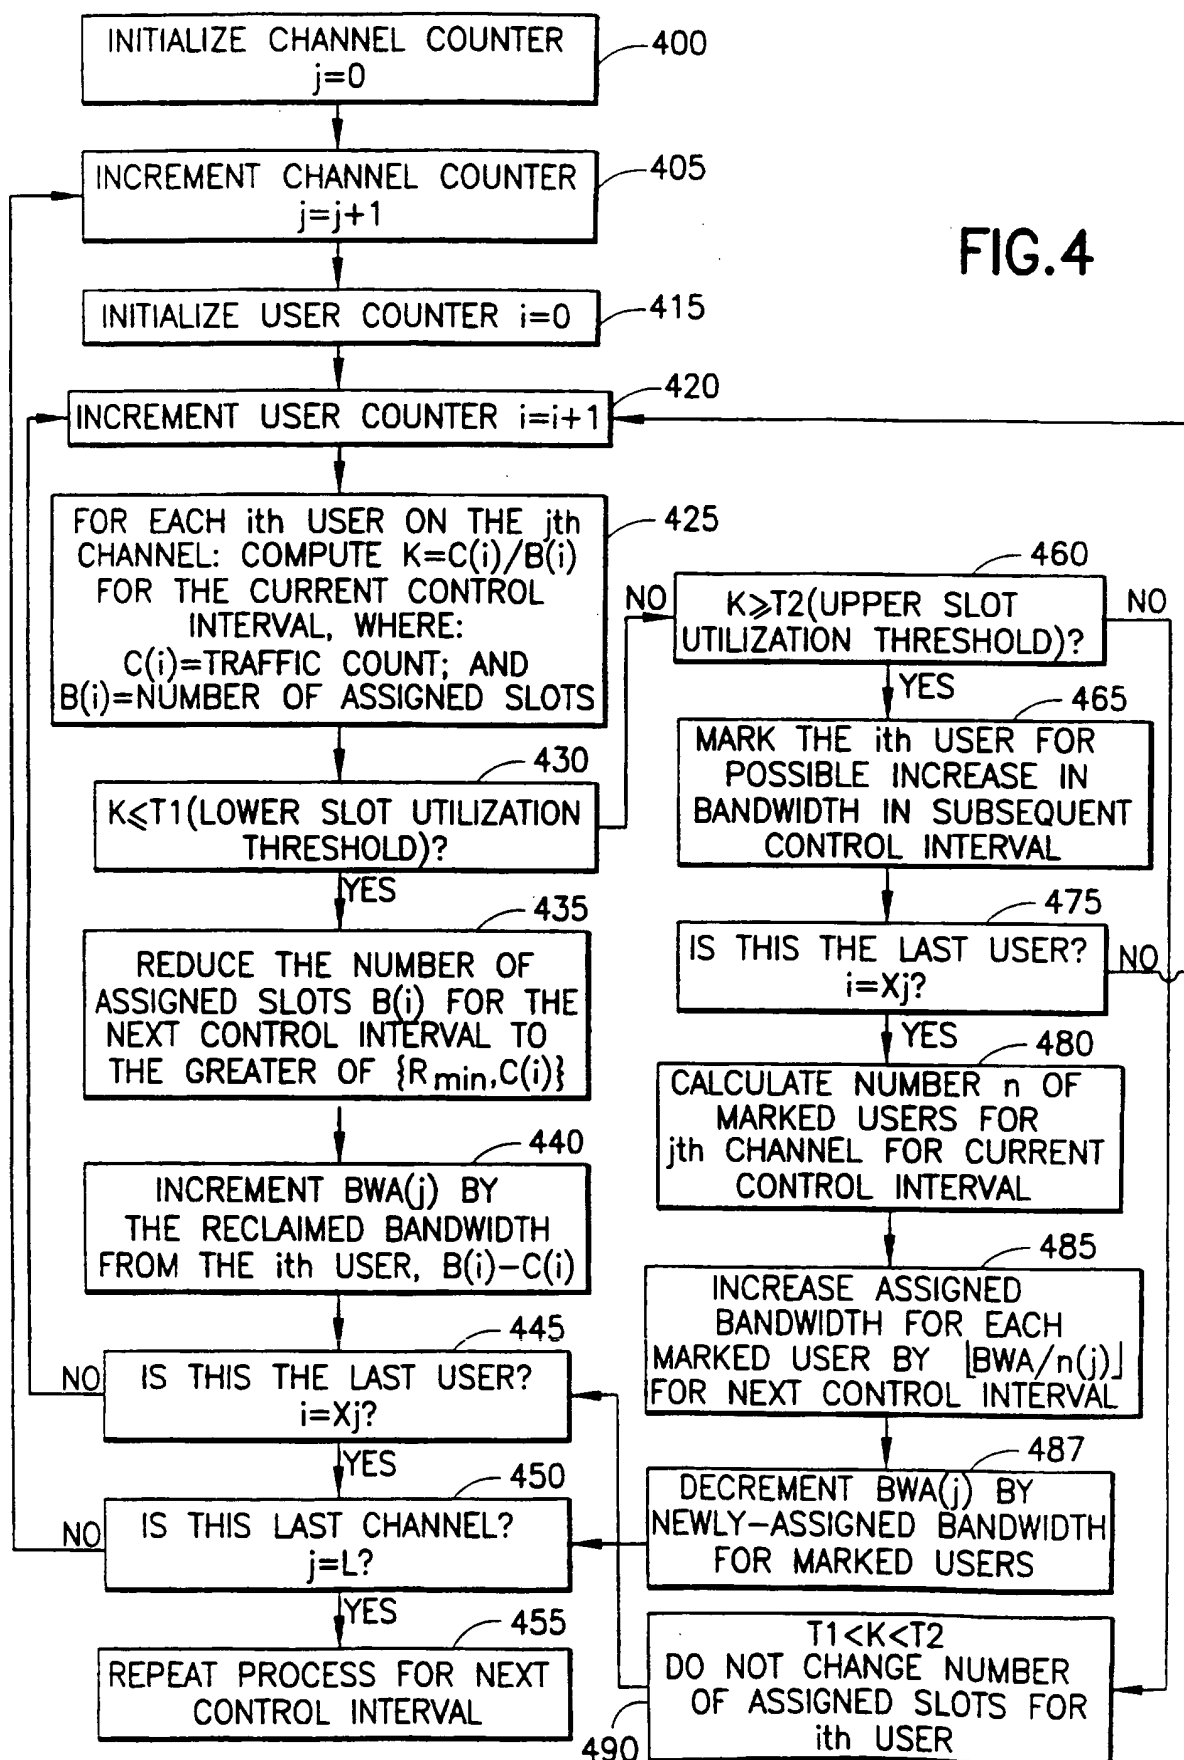 INITIALIZE CHANNEL COUNTER
j=0
400
INCREMENT CHANNEL COUNTER
j=j+1
405
FIG.4
INITIALIZE USER COUNTER i=0
415
INCREMENT USER COUNTER i=i+1
420
FOR EACH ith USER ON THE jth
CHANNEL: COMPUTE K=C(i)/B(i)
FOR THE CURRENT CONTROL
INTERVAL, WHERE:
C(i)=TRAFFIC COUNT; AND
B(i)=NUMBER OF ASSIGNED SLOTS
425
K⩽T1(LOWER SLOT UTILIZATION
THRESHOLD)?
430
NO
YES
REDUCE THE NUMBER OF
ASSIGNED SLOTS B(i) FOR THE
NEXT CONTROL INTERVAL TO
THE GREATER OF {Rmin,C(i)}
435
INCREMENT BWA(j) BY
THE RECLAIMED BANDWIDTH
FROM THE ith USER, B(i)−C(i)
440
IS THIS THE LAST USER?
i=Xj?
445
NO
YES
IS THIS LAST CHANNEL?
j=L?
450
NO
YES
REPEAT PROCESS FOR NEXT
CONTROL INTERVAL
455
K⩾T2(UPPER SLOT
UTILIZATION THRESHOLD)?
460
NO
YES
MARK THE ith USER FOR
POSSIBLE INCREASE IN
BANDWIDTH IN SUBSEQUENT
CONTROL INTERVAL
465
IS THIS THE LAST USER?
i=Xj?
475
NO
YES
CALCULATE NUMBER n OF
MARKED USERS FOR
jth CHANNEL FOR CURRENT
CONTROL INTERVAL
480
INCREASE ASSIGNED
BANDWIDTH FOR EACH
MARKED USER BY ⌊BWA/n(j)⌋
FOR NEXT CONTROL INTERVAL
485
DECREMENT BWA(j) BY
NEWLY−ASSIGNED BANDWIDTH
FOR MARKED USERS
487
T1<K<T2
DO NOT CHANGE NUMBER
OF ASSIGNED SLOTS FOR
ith USER
490